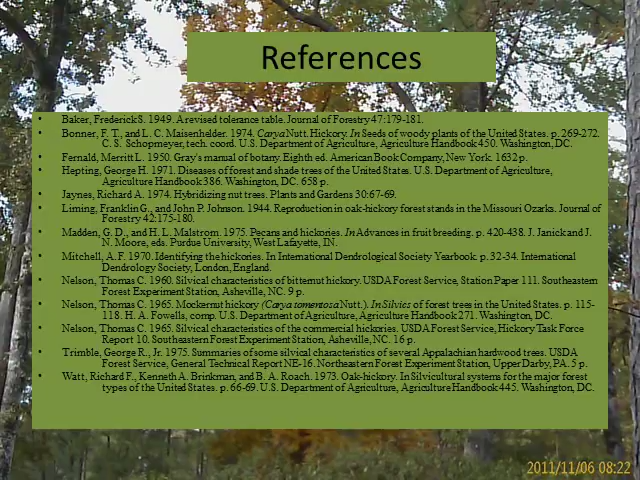 References
• Baker, Frederick S. 1949. A revised tolerance table. Journal of Forestry 47:179-181.
• Bonner, F. T., and L. C. Maisenhelder. 1974. Carya Nutt. Hickory. In Seeds of woody plants of the United States. p. 269-272.
C. S. Schopmeyer, tech. coord. U.S. Department of Agriculture, Agriculture Handbook 450. Washington, DC.
• Fernald, Merritt L. 1950. Gray's manual of botany. Eighth ed. American Book Company, New York. 1632 p.
• Hepting, George H. 1971. Diseases of forest and shade trees of the United States. U.S. Department of Agriculture,
Agriculture Handbook 386. Washington, DC. 658 p.
• Jaynes, Richard A. 1974. Hybridizing nut trees. Plants and Gardens 30:67-69.
• Liming, Franklin G., and John P. Johnson. 1944. Reproduction in oak-hickory forest stands in the Missouri Ozarks. Journal of
Forestry 42:175-180.
• Madden, G. D., and H. L. Malstrom. 1975. Pecans and hickories. In Advances in fruit breeding. p. 420-438. J. Janick and J.
N. Moore, eds. Purdue University, West Lafayette, IN.
• Mitchell, A. F. 1970. Identifying the hickories. In International Dendrological Society Yearbook. p. 32-34. International
Dendrology Society, London, England.
• Nelson, Thomas C. 1960. Silvical characteristics of bitternut hickory. USDA Forest Service, Station Paper 111. Southeastern
Forest Experiment Station, Asheville, NC. 9 p.
• Nelson, Thomas C. 1965. Mockernut hickory (Carya tomentosa Nutt.). In Silvics of forest trees in the United States. p. 115-
118. H. A. Fowells, comp. U.S. Department of Agriculture, Agriculture Handbook 271. Washington, DC.
• Nelson, Thomas C. 1965. Silvical characteristics of the commercial hickories. USDA Forest Service, Hickory Task Force
Report 10. Southeastern Forest Experiment Station, Asheville, NC. 16 p.
• Trimble, George R., Jr. 1975. Summaries of some silvical characteristics of several Appalachian hardwood trees. USDA
Forest Service, General Technical Report NE-16. Northeastern Forest Experiment Station, Upper Darby, PA. 5 p.
• Watt, Richard F., Kenneth A. Brinkman, and B. A. Roach. 1973. Oak-hickory. In Silvicultural systems for the major forest
types of the United States. p. 66-69. U.S. Department of Agriculture, Agriculture Handbook 445. Washington, DC.
2011/11/06 08:22